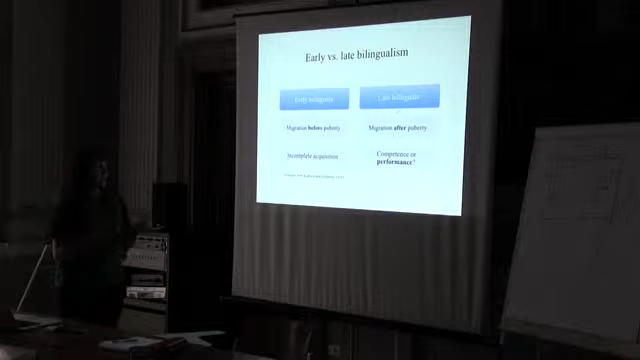 Early vs. late bilingualism
Early bilinguals
Late bilinguals
Migration before puberty
Migration after puberty
Incomplete acquisition
Competence or
performance?